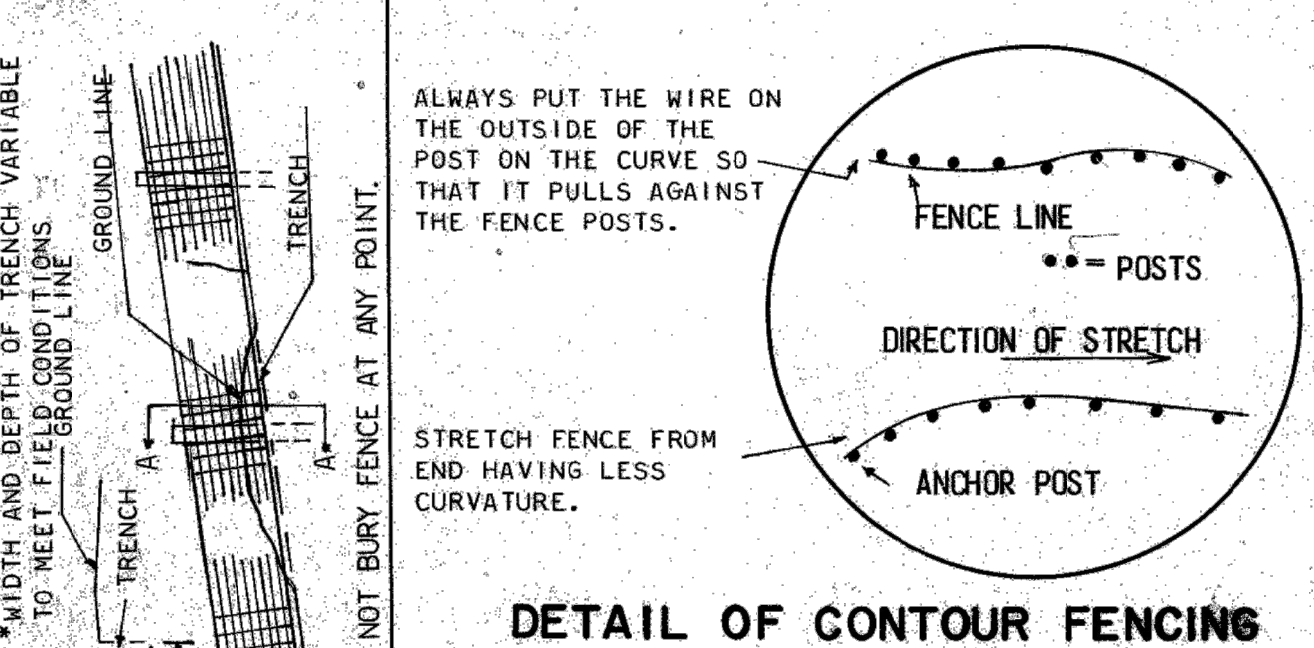 *WIDTH AND DEPTH OF TRENCH VARIABLE
TO MEET FIELD CONDITIONS
GROUND LINE
TRENCH
GROUND LINE
TRENCH
A
A
NOT BURY FENCE AT ANY POINT.
ALWAYS PUT THE WIRE ON
THE OUTSIDE OF THE
POST ON THE CURVE SO
THAT IT PULLS AGAINST
THE FENCE POSTS.
FENCE LINE
= POSTS
DIRECTION OF STRETCH
STRETCH FENCE FROM
END HAVING LESS
CURVATURE.
ANCHOR POST
DETAIL OF CONTOUR FENCING